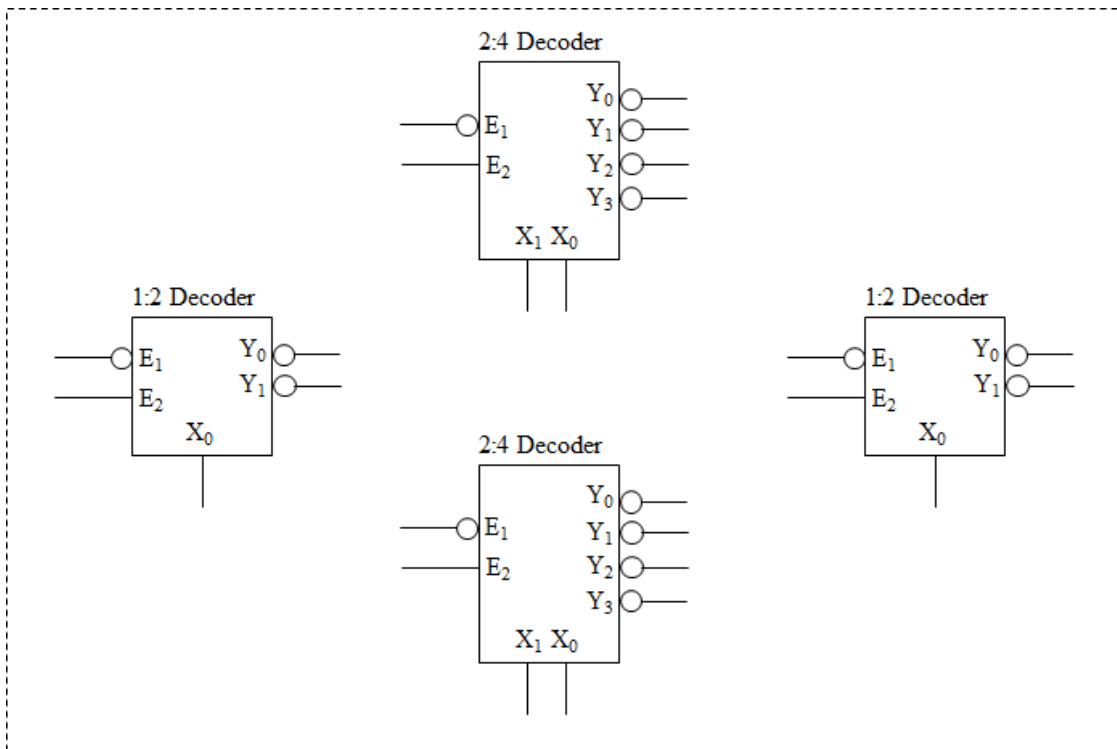 2:4 Decoder
Y₀
E₁
Y₁
E₂
Y₂
Y₃
X₁ X₀
1:2 Decoder
E₁
Y₀
Y₁
E₂
X₀
1:2 Decoder
E₁
Y₀
Y₁
E₂
X₀
2:4 Decoder
Y₀
E₁
Y₁
E₂
Y₂
Y₃
X₁ X₀